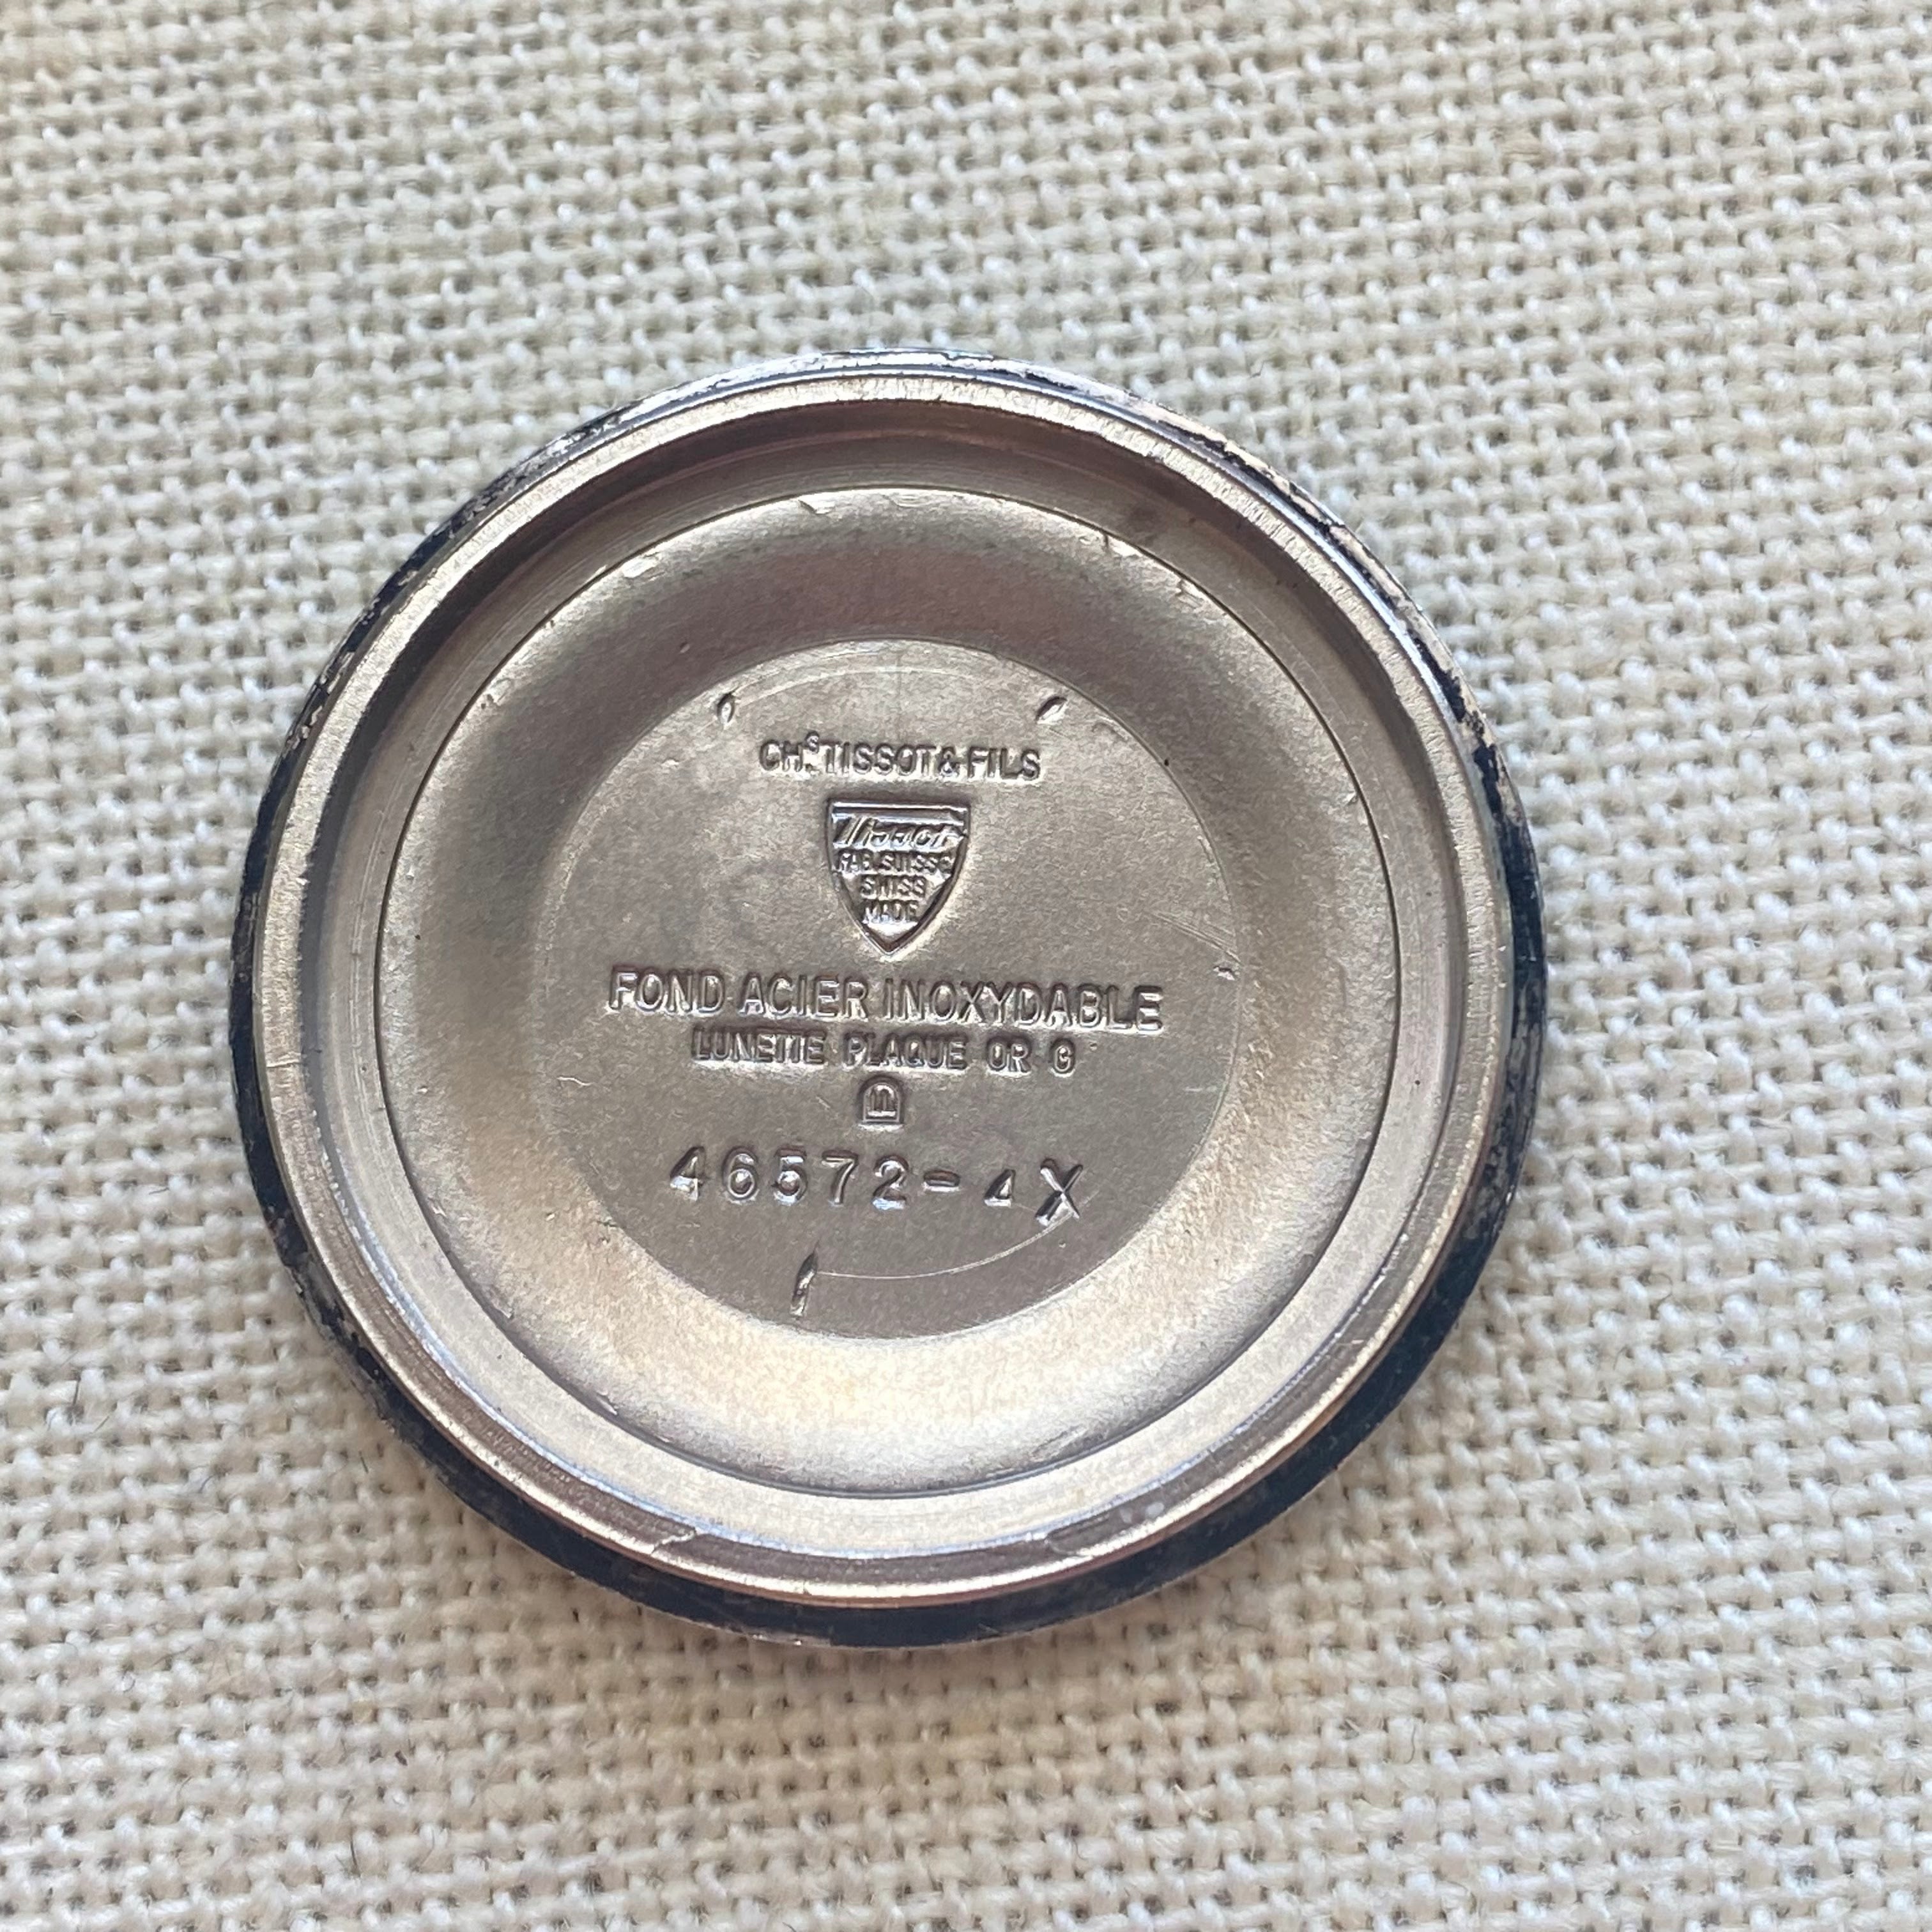 CHS TISSOT & FILS
Tissot
FAB. SUISSE
SWISS
MADE
FOND ACIER INOXYDABLE
LUNETTE PLAQUE OR G
46572-4X